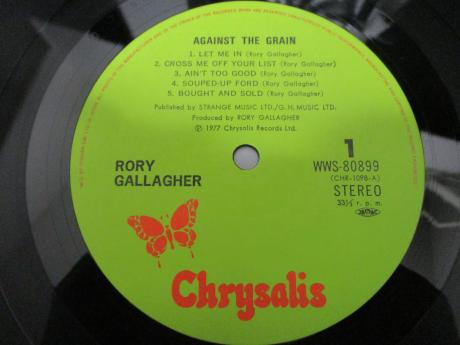 AGAINST THE GRAIN
1. LET ME IN (Rory Gallagher)
2. CROSS ME OFF YOUR LIST (Rory Gallagher)
3. AIN'T TOO GOOD (Rory Gallagher)
4. SOUPED-UP FORD (Rory Gallagher)
5. BOUGHT AND SOLD (Rory Gallagher)
Published by STRANGE MUSIC LTD./G.H. MUSIC LTD.
Produced by RORY GALLAGHER
℗ 1977 Chrysalis Records Ltd.
RORY
GALLAGHER
1
WWS-80899
(CHR-1098-A)
STEREO
33⅓ r.p.m.
Chrysalis